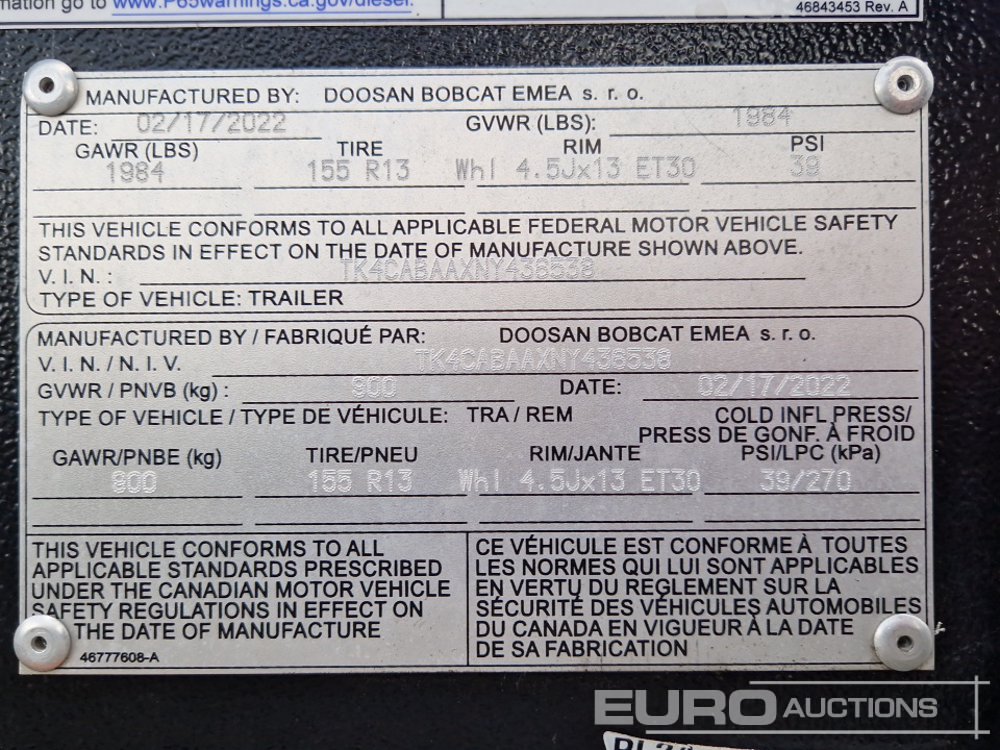 mation go to www.P65warnings.ca.gov/diesel.
46843453 Rev. A
MANUFACTURED BY: DOOSAN BOBCAT EMEA s. r. o.
DATE: 02/17/2022 GVWR (LBS): 1984
GAWR (LBS) TIRE RIM PSI
1984 155 R13 Whl 4.5Jx13 ET30 39
THIS VEHICLE CONFORMS TO ALL APPLICABLE FEDERAL MOTOR VEHICLE SAFETY
STANDARDS IN EFFECT ON THE DATE OF MANUFACTURE SHOWN ABOVE.
V. I. N. : TK4CABAAXNY436538
TYPE OF VEHICLE: TRAILER
MANUFACTURED BY / FABRIQUÉ PAR: DOOSAN BOBCAT EMEA s. r. o.
V. I. N. / N. I. V. TK4CABAAXNY436538
GVWR / PNVB (kg) : 900 DATE: 02/17/2022
TYPE OF VEHICLE / TYPE DE VÉHICULE: TRA / REM COLD INFL PRESS/
PRESS DE GONF. À FROID
GAWR/PNBE (kg) TIRE/PNEU RIM/JANTE PSI/LPC (kPa)
900 155 R13 Whl 4.5Jx13 ET30 39/270
THIS VEHICLE CONFORMS TO ALL
APPLICABLE STANDARDS PRESCRIBED
UNDER THE CANADIAN MOTOR VEHICLE
SAFETY REGULATIONS IN EFFECT ON
THE DATE OF MANUFACTURE
46777608-A
CE VÉHICULE EST CONFORME À TOUTES
LES NORMES QUI LUI SONT APPLICABLES
EN VERTU DU REGLEMENT SUR LA
SÉCURITÉ DES VÉHICULES AUTOMOBILES
DU CANADA EN VIGUEUR À LA DATE
DE SA FABRICATION
EURO AUCTIONS